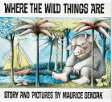 WHERE THE WILD THINGS ARE
STORY AND PICTURES BY MAURICE SENDAK